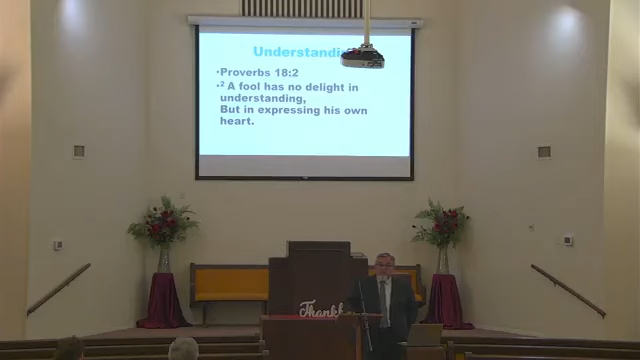 Understandi
•Proverbs 18:2
•2 A fool has no delight in
understanding,
But in expressing his own
heart.
Thankf